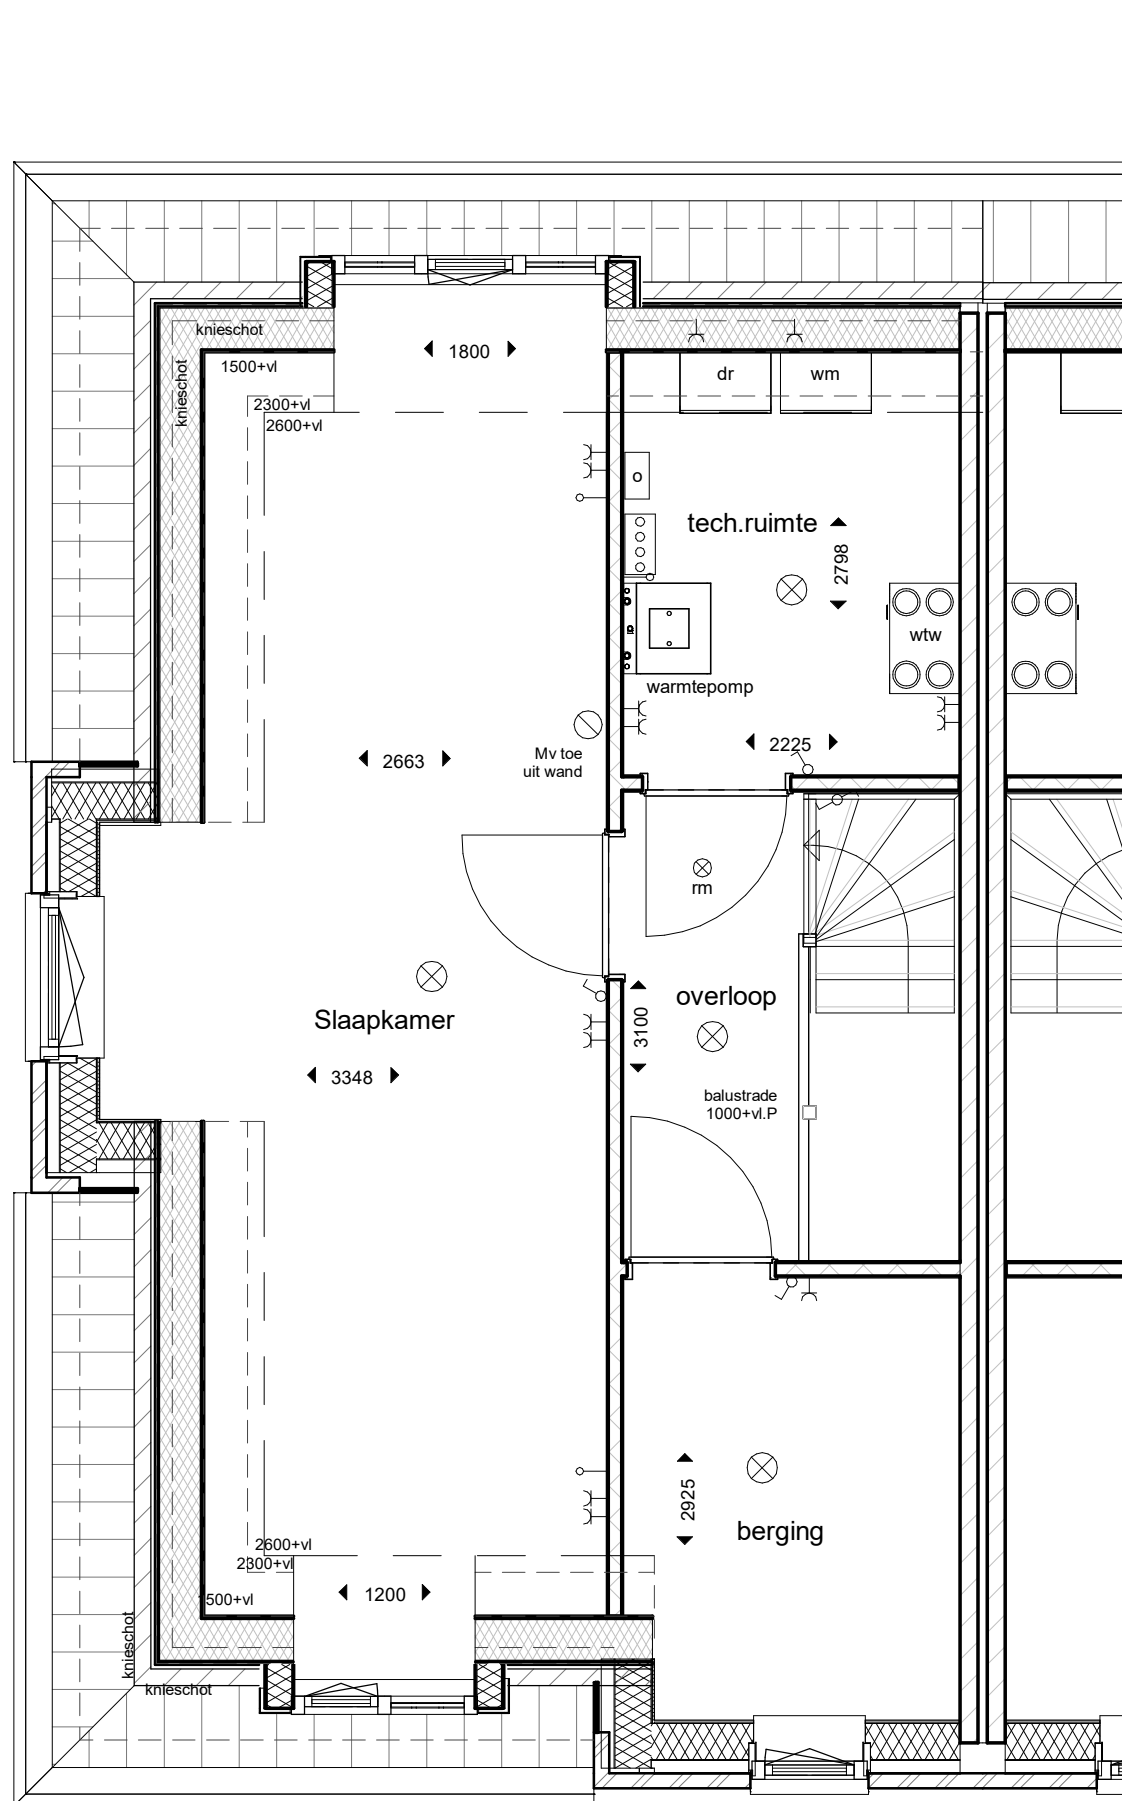 knieschot
knieschot
1500+vl
2300+vl
2600+vl
1800
dr
wm
o
tech.ruimte
2798
wtw
warmtepomp
2225
Mv toe
uit wand
2663
rm
overloop
3100
Slaapkamer
3348
balustrade
1000+vl.P
2925
berging
2600+vl
2300+vl
1500+vl
1200
knieschot
knieschot